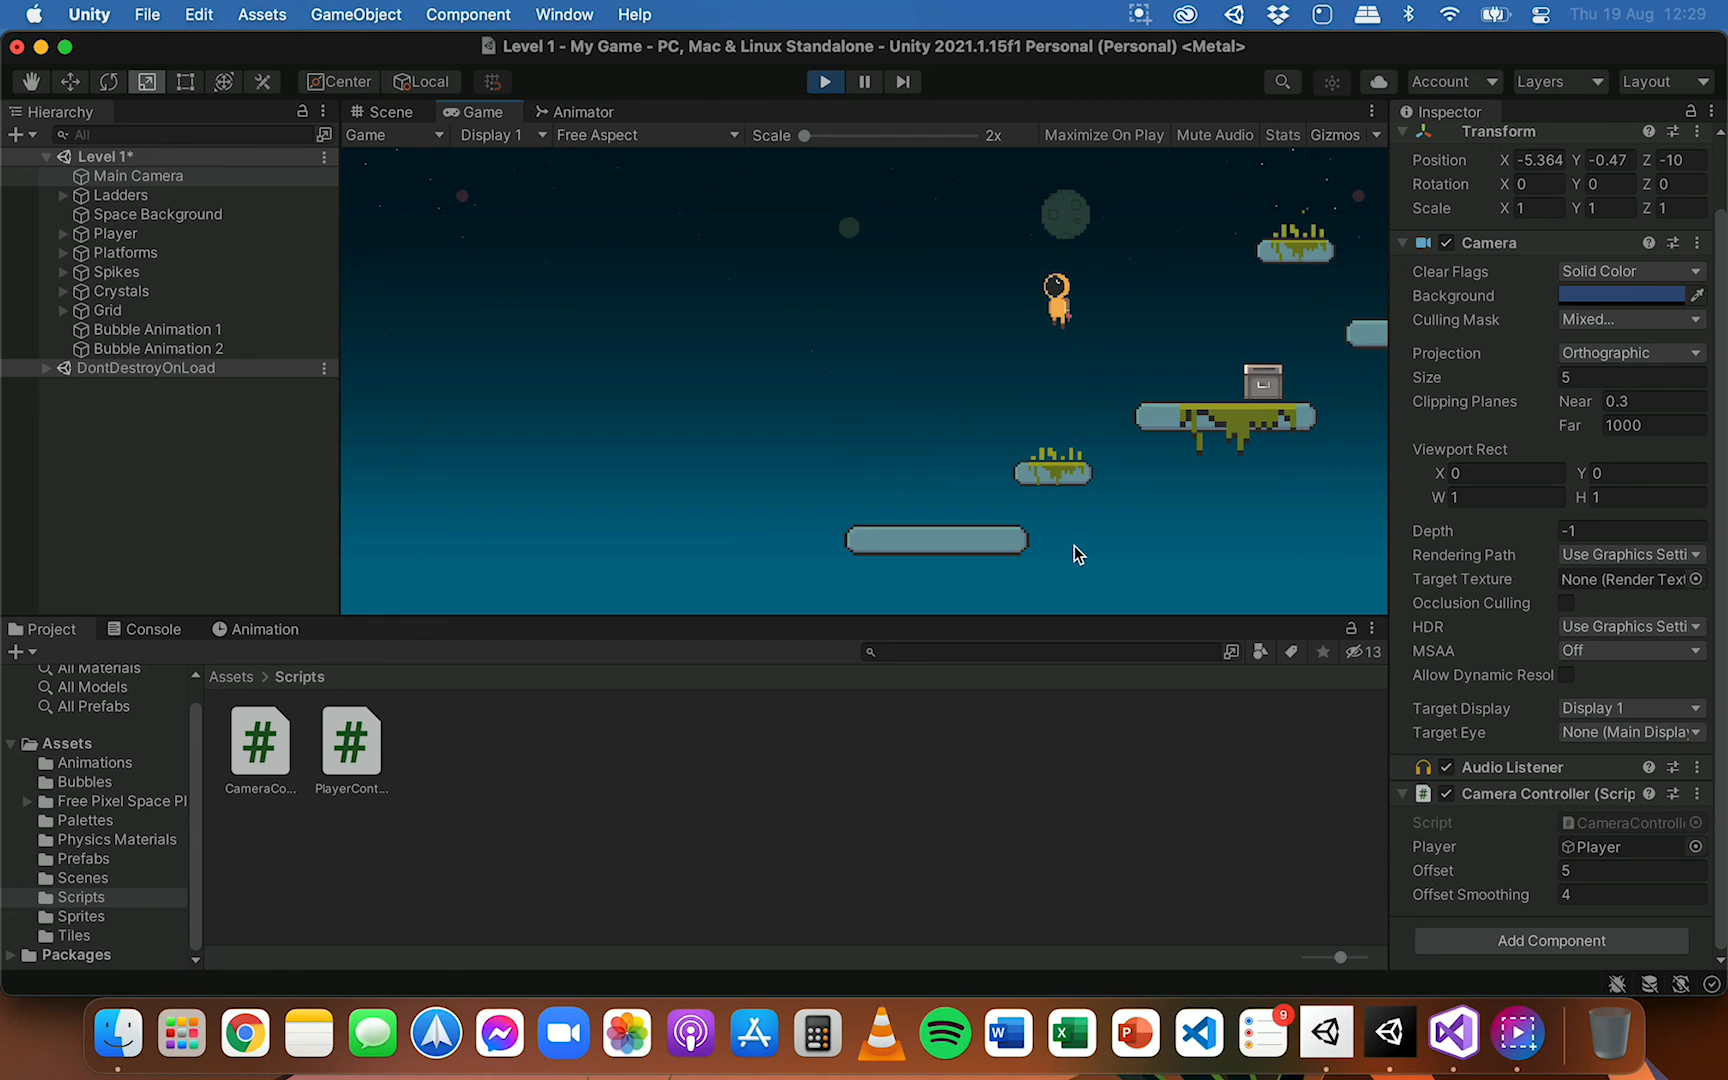 Unity File Edit Assets GameObject Component Window Help Thu 19 Aug 12:29
Level 1 - My Game - PC, Mac & Linux Standalone - Unity 2021.1.15f1 Personal (Personal) <Metal>
Center Local Account Layers Layout
Hierarchy Scene Game Animator Inspector
All Game Display 1 Free Aspect Scale 2x Maximize On Play Mute Audio Stats Gizmos Transform
Level 1* Position X -5.364 Y -0.47 Z -10
Main Camera Rotation X 0 Y 0 Z 0
Ladders Scale X 1 Y 1 Z 1
Space Background
Player Camera
Platforms Clear Flags Solid Color
Spikes Background
Crystals Culling Mask Mixed...
Grid Projection Orthographic
Bubble Animation 1 Size 5
Bubble Animation 2 Clipping Planes Near 0.3
DontDestroyOnLoad Far 1000
Viewport Rect
X 0 Y 0
W 1 H 1
Depth -1
Rendering Path Use Graphics Setti
Target Texture None (Render Text
Occlusion Culling
HDR Use Graphics Setti
MSAA Off
Allow Dynamic Resol
Target Display Display 1
Target Eye None (Main Display
Audio Listener
Camera Controller (Scrip
Script CameraControlle
Player Player
Offset 5
Offset Smoothing 4
Add Component
Project Console Animation
13
All Materials
All Models
All Prefabs
Assets
Animations
Bubbles
Free Pixel Space Pl
Palettes
Physics Materials
Prefabs
Scenes
Scripts
Sprites
Tiles
Packages
Assets > Scripts
# #
CameraCo... PlayerCont...
9
W X P